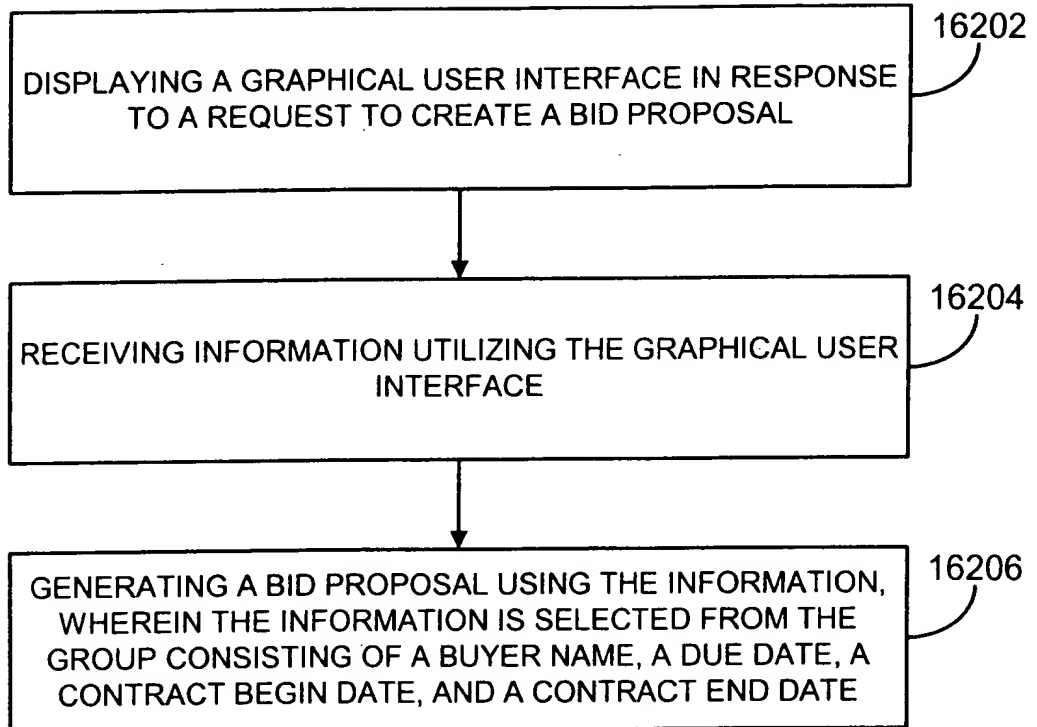 16202
DISPLAYING A GRAPHICAL USER INTERFACE IN RESPONSE
TO A REQUEST TO CREATE A BID PROPOSAL
16204
RECEIVING INFORMATION UTILIZING THE GRAPHICAL USER
INTERFACE
16206
GENERATING A BID PROPOSAL USING THE INFORMATION,
WHEREIN THE INFORMATION IS SELECTED FROM THE
GROUP CONSISTING OF A BUYER NAME, A DUE DATE, A
CONTRACT BEGIN DATE, AND A CONTRACT END DATE